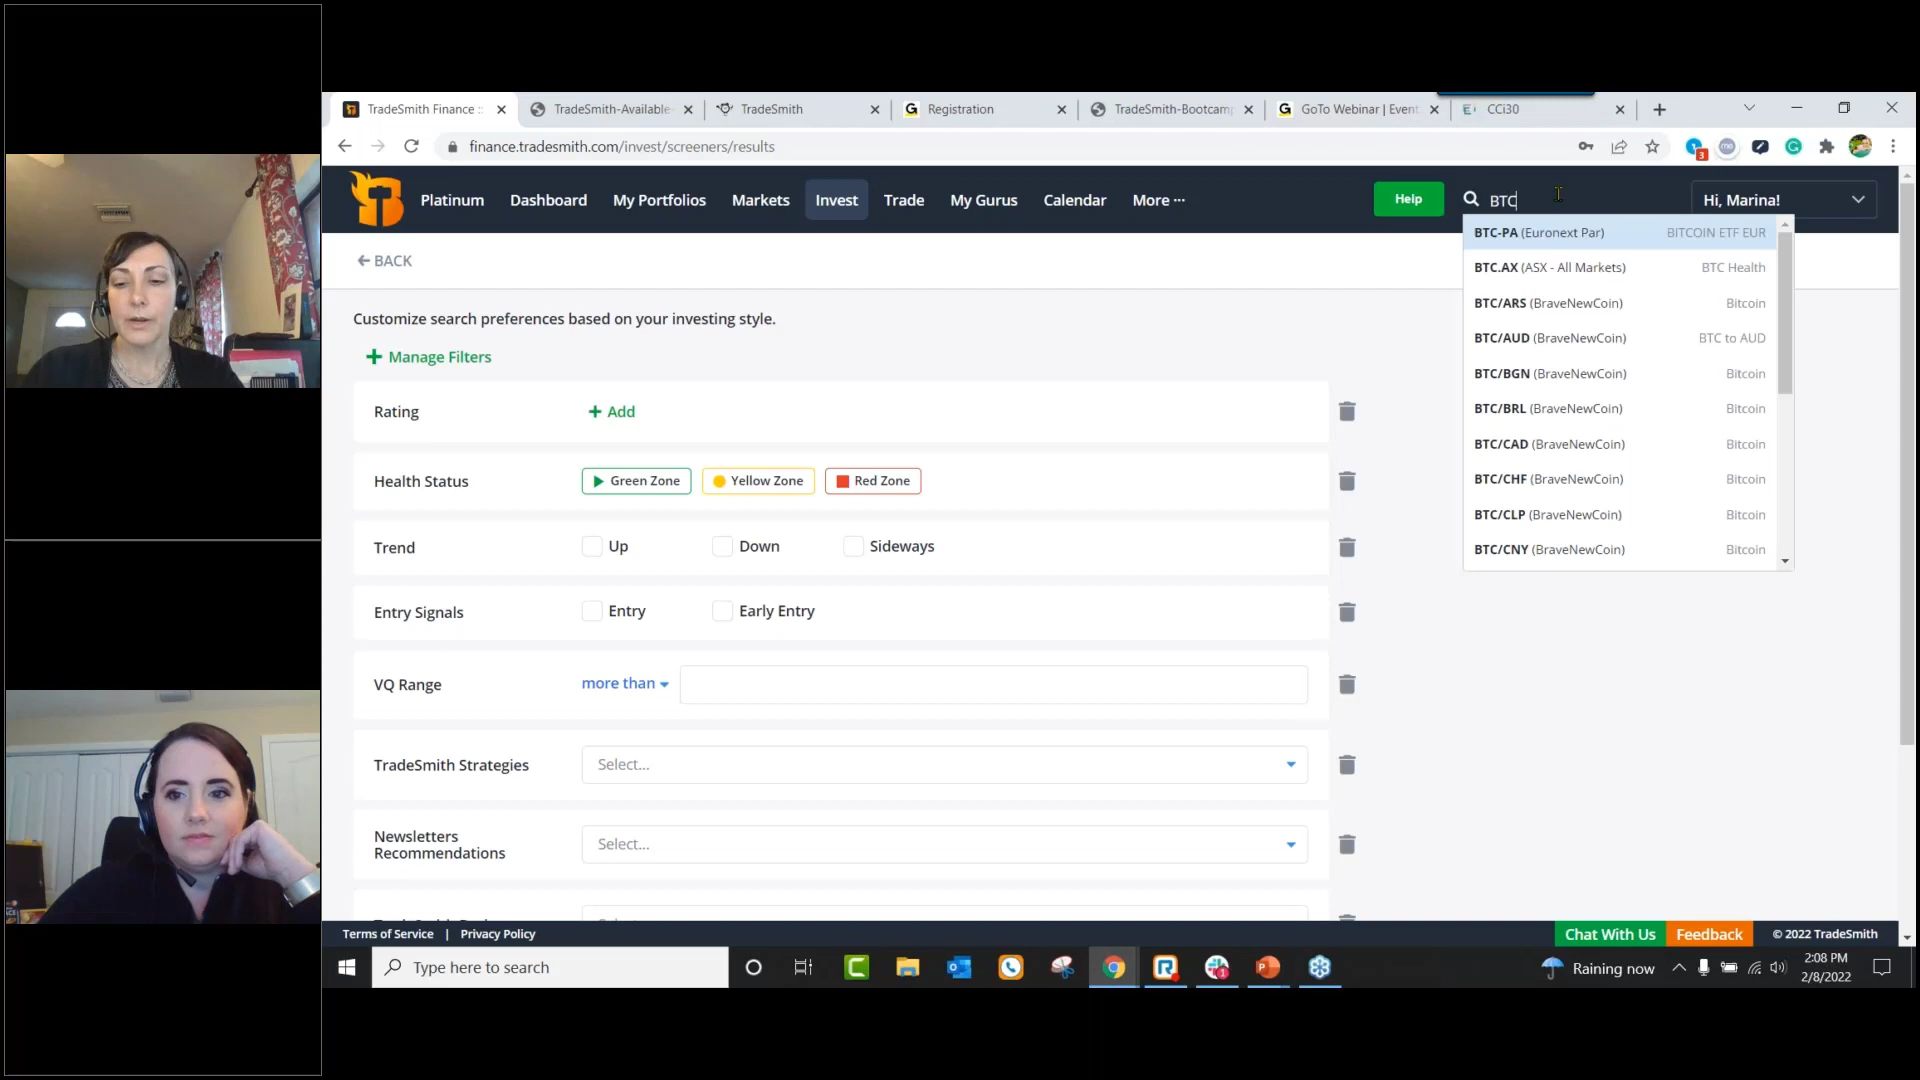 TradeSmith Finance ::
TradeSmith-Available-
TradeSmith
Registration
TradeSmith-Bootcamp
GoTo Webinar | Event
CCi30
finance.tradesmith.com/invest/screeners/results
3
Platinum
Dashboard
My Portfolios
Markets
Invest
Trade
My Gurus
Calendar
More ···
Help
BTC
Hi, Marina!
BTC-PA (Euronext Par) BITCOIN ETF EUR
BTC.AX (ASX - All Markets) BTC Health
BTC/ARS (BraveNewCoin) Bitcoin
BTC/AUD (BraveNewCoin) BTC to AUD
BTC/BGN (BraveNewCoin) Bitcoin
BTC/BRL (BraveNewCoin) Bitcoin
BTC/CAD (BraveNewCoin) Bitcoin
BTC/CHF (BraveNewCoin) Bitcoin
BTC/CLP (BraveNewCoin) Bitcoin
BTC/CNY (BraveNewCoin) Bitcoin
BACK
Customize search preferences based on your investing style.
+ Manage Filters
Rating + Add
Health Status Green Zone Yellow Zone Red Zone
Trend Up Down Sideways
Entry Signals Entry Early Entry
VQ Range more than
TradeSmith Strategies Select...
Newsletters
Recommendations
Select...
Terms of Service | Privacy Policy
Chat With Us
Feedback
© 2022 TradeSmith
Type here to search
Raining now
2:08 PM
2/8/2022